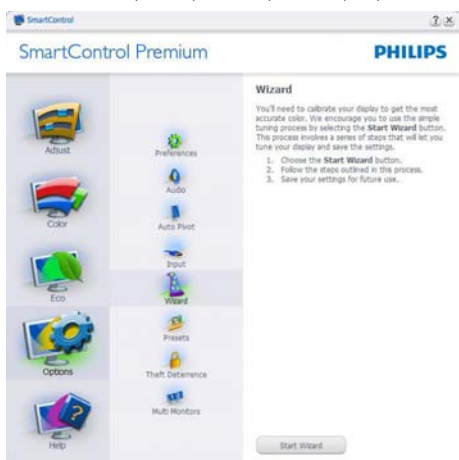 SmartControl
SmartControl Premium
PHILIPS
Adjust
Color
Eco
Options
Help
Preferences
Audio
Auto Pivot
Input
Wizard
Presets
Theft Deterrence
Multi Monitors
Wizard
You'll need to calibrate your display to get the most
accurate color. We encourage you to use the simple
tuning process by selecting the Start Wizard button.
This process involves a series of steps that will let you
tune your display and save the settings.
1. Choose the Start Wizard button.
2. Follow the steps outlined in this process.
3. Save your settings for future use.
Start Wizard